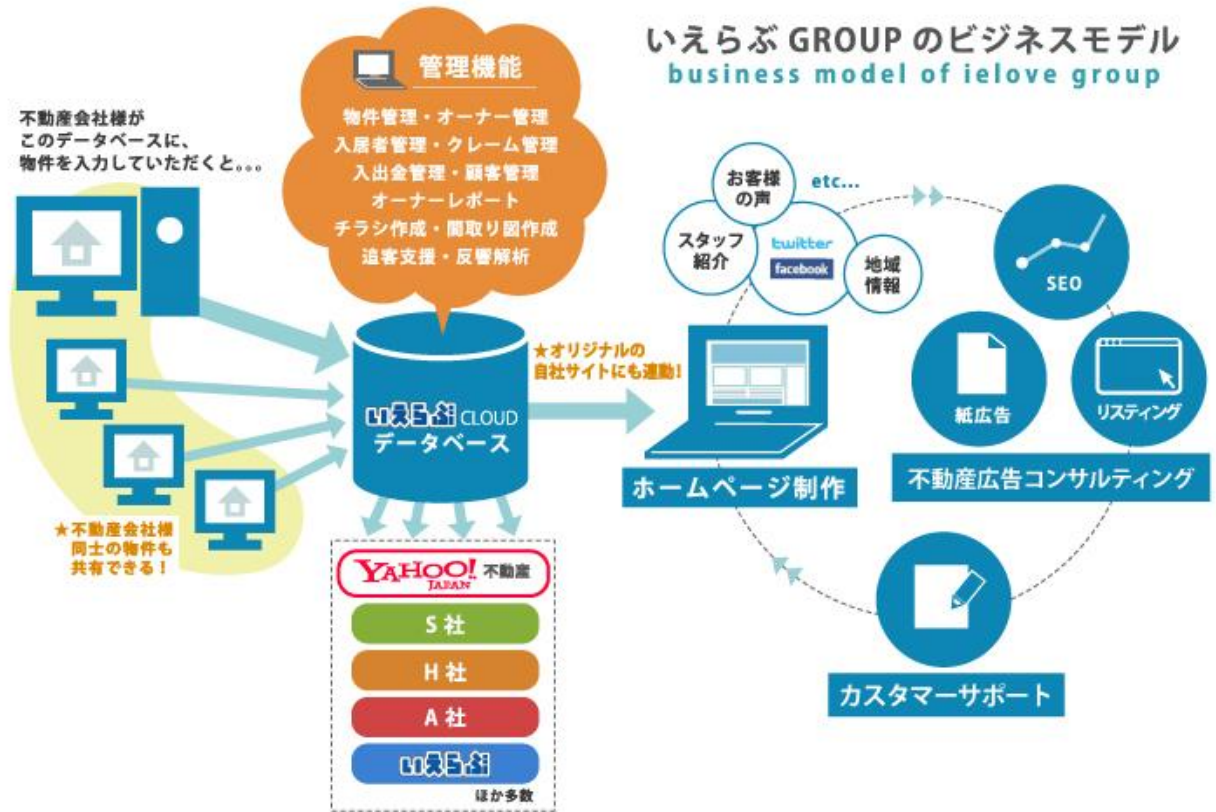 いえらぶ GROUP のビジネスモデル
business model of ielove group
不動産会社様が
このデータベースに、
物件を入力していただくと。。。
管理機能
物件管理・オーナー管理
入居者管理・クレーム管理
入出金管理・顧客管理
オーナーレポート
チラシ作成・間取り図作成
追客支援・反響解析
★不動産会社様
同士の物件も
共有できる！
いえらぶ CLOUD
データベース
★オリジナルの
自社サイトにも連動！
YAHOO! JAPAN 不動産
S 社
H 社
A 社
いえらぶ
ほか多数
お客様
の声
etc...
スタッフ
紹介
twitter
facebook
地域
情報
ホームページ制作
SEO
紙広告
リスティング
不動産広告コンサルティング
カスタマーサポート